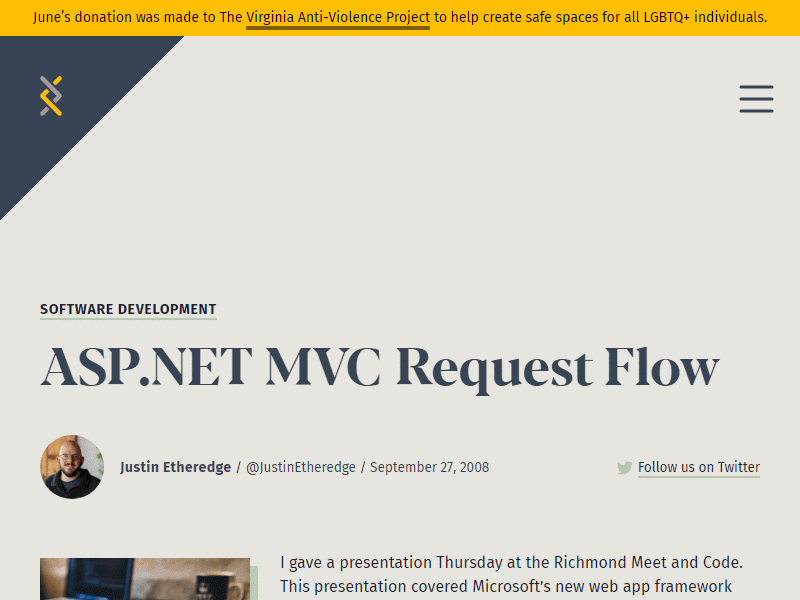 June’s donation was made to The Virginia Anti-Violence Project to help create safe spaces for all LGBTQ+ individuals.
SOFTWARE DEVELOPMENT
ASP.NET MVC Request Flow
Justin Etheredge / @JustinEtheredge / September 27, 2008
Follow us on Twitter
I gave a presentation Thursday at the Richmond Meet and Code.
This presentation covered Microsoft’s new web app framework